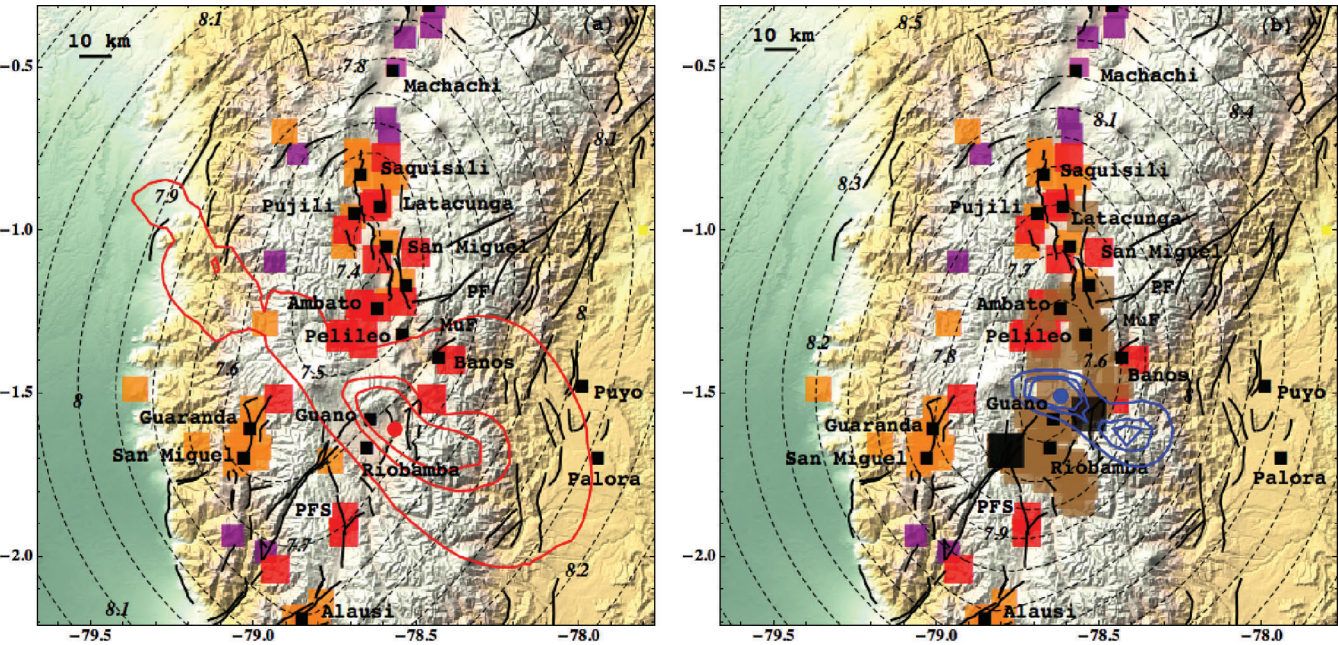 8.1
(a)
10 km
7.8
-0.5
Machachi
8.1
Saquisili
7.9
Pujili
Latacunga
-1.0
San Miguel
7.4
PF
Ambato
8
MuF
Pelileo
7.6
7.5
Banos
-1.5
8
Puyo
Guano
Guaranda
San Miguel
Riobamba
Palora
PFS
7.7
-2.0
8.2
8.1
Alausi
-79.5
-79.0
-78.5
-78.0
8.5
(b)
10 km
-0.5
Machachi
8.4
8.1
Saquisili
8.3
Pujili
Latacunga
-1.0
San Miguel
7.7
PF
Ambato
MuF
Pelileo
8.2
7.8
7.6
Banos
-1.5
Puyo
Guano
Guaranda
San Miguel
Riobamba
Palora
PFS
7.9
-2.0
Alausi
-79.5
-79.0
-78.5
-78.0